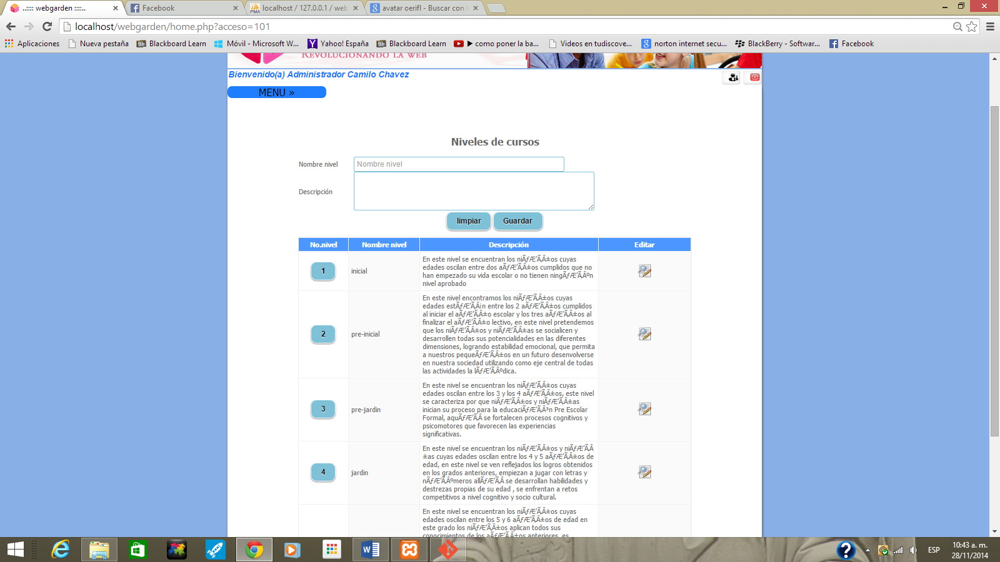 ..:::: webgarden ::::..
Facebook
localhost / 127.0.0.1 / web
avatar oerifl - Buscar con
localhost/webgarden/home.php?acceso=101
Aplicaciones
Nueva pestaña
Blackboard Learn
Móvil - Microsoft W...
Yahoo! España
Blackboard Learn
como poner la ba...
Videos en tudiscove...
norton internet secu...
BlackBerry - Softwar...
Facebook
REVOLUCIONANDO LA WEB
Bienvenido(a) Administrador Camilo Chavez
MENU »
Niveles de cursos
Nombre nivel
Nombre nivel
Descripción
limpiar
Guardar
No.nivel Nombre nivel Descripción Editar
1
inicial
En este nivel se encuentran los niÃƒÆ’Ã‚Â±os cuyas
edades oscilan entre dos aÃƒÆ’Ã‚Â±os cumplidos que no
han empezado su vida escolar o no tienen ningÃƒÆ’Ã‚Âºn
nivel aprobado
2
pre-inicial
En este nivel encontramos los niÃƒÆ’Ã‚Â±os cuyas
edades estÃƒÆ’Ã‚Â¡n entre los 2 aÃƒÆ’Ã‚Â±os cumplidos
al iniciar el aÃƒÆ’Ã‚Â±o escolar y los tres aÃƒÆ’Ã‚Â±os al
finalizar el aÃƒÆ’Ã‚Â±o lectivo, en este nivel pretendemos
que los niÃƒÆ’Ã‚Â±os y niÃƒÆ’Ã‚Â±as se socialicen y
desarrollen todas sus potencialidades en las diferentes
dimensiones, logrando estabilidad emocional, que permita
a nuestros pequeÃƒÆ’Ã‚Â±os en un futuro desenvolverse
en nuestra sociedad utilizando como eje central de todas
las actividades la lÃƒÆ’Ã‚Âºdica.
3
pre-jardin
En este nivel se encuentran los niÃƒÆ’Ã‚Â±os cuyas
edades oscilan entre los 3 y los 4 aÃƒÆ’Ã‚Â±os, este nivel
se caracteriza por que niÃƒÆ’Ã‚Â±os y niÃƒÆ’Ã‚Â±as
inician su proceso para la educaciÃƒÆ’Ã‚Â³n Pre Escolar
Formal, aquÃƒÆ’Ã‚Â se fortalecen procesos cognitivos y
psicomotores que favorecen las experiencias
significativas.
4
jardin
En este nivel se encuentran los niÃƒÆ’Ã‚Â±os y niÃƒÆ’Ã‚Â
±as cuyas edades oscilan entre los 4 y 5 aÃƒÆ’Ã‚Â±os de
edad, en este nivel se ven reflejados los logros obtenidos
en los grados anteriores, empiezan a jugar con letras y
nÃƒÆ’Ã‚Âºmeros allÃƒÆ’Ã‚Â se desarrollan habilidades y
destrezas propias de su edad , se enfrentan a retos
competitivos a nivel cognitivo y socio cultural.
En este nivel se encuentran los niÃƒÆ’Ã‚Â±os cuyas
edades oscilan entre los 5 y 6 aÃƒÆ’Ã‚Â±os de edad en
este grado los niÃƒÆ’Ã‚Â±os aplican todos sus
conocimientos de los aÃƒÆ’Ã‚Â±os anteriores, es
ESP
10:43 a. m.
28/11/2014